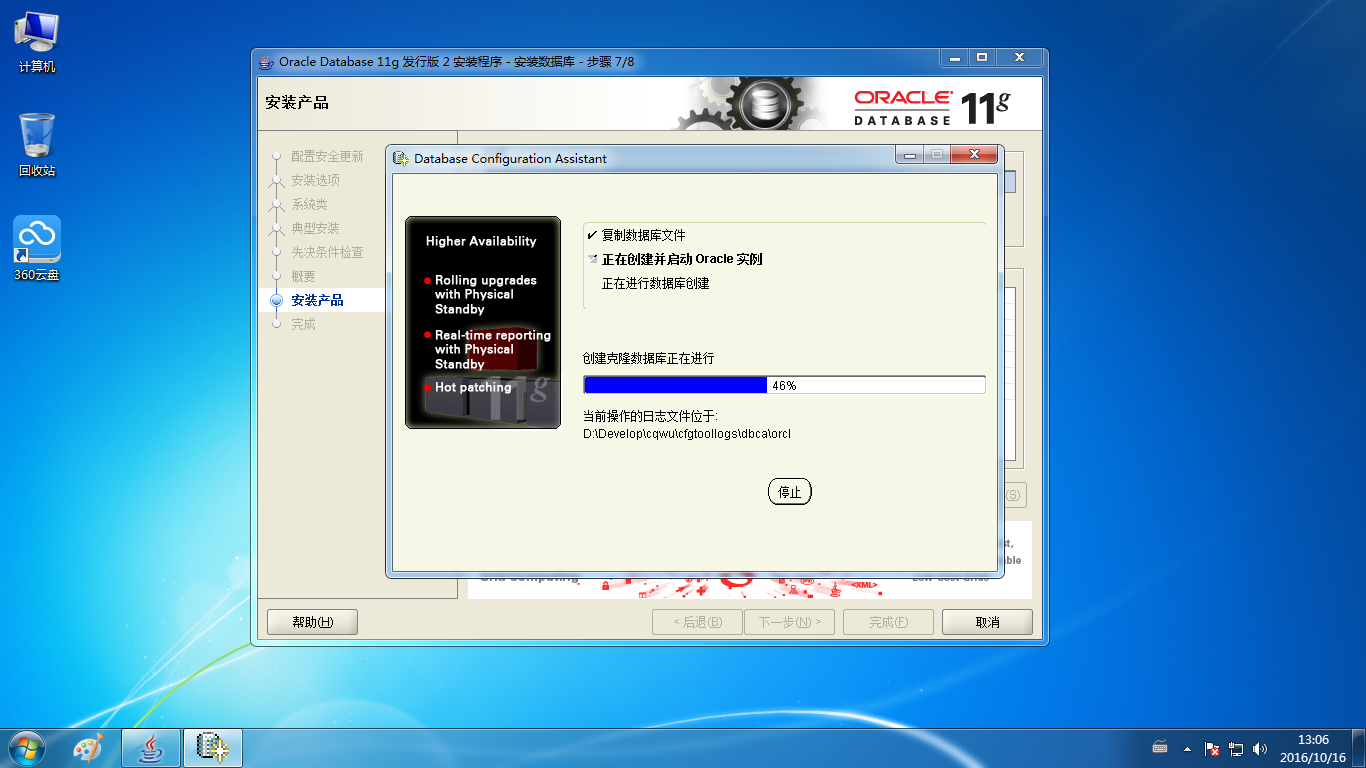 计算机
回收站
360云盘
Oracle Database 11g 发行版 2 安装程序 - 安装数据库 - 步骤 7/8
安装产品
ORACLE
DATABASE
11g
配置安全更新
安装选项
系统类
典型安装
先决条件检查
概要
安装产品
完成
Database Configuration Assistant
Higher Availability
Rolling upgrades
with Physical
Standby
Real-time reporting
with Physical
Standby
Hot patching
11g
复制数据库文件
正在创建并启动 Oracle 实例
正在进行数据库创建
创建克隆数据库正在进行
46%
当前操作的日志文件位于:
D:\Develop\cqwu\cfgtoollogs\dbca\orcl
停止
(S)
Grid Computing
<XML>
Low Cost Grids
帮助(H)
< 后退(B)
下一步(N) >
完成(F)
取消
13:06
2016/10/16